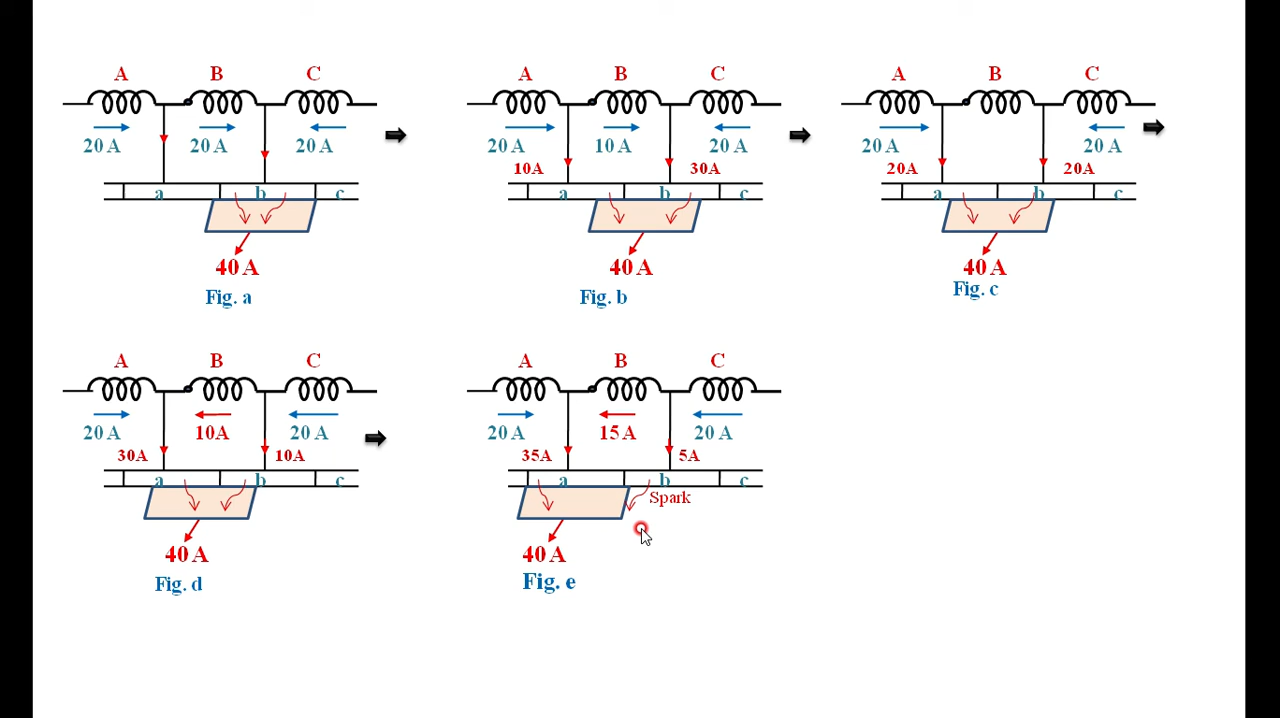 A B C
20 A 20 A 20 A
a b c
40 A
Fig. a
A B C
20 A 10 A 20 A
10A 30A
a b c
40 A
Fig. b
A B C
20 A 20 A
20A 20A
a b c
40 A
Fig. c
A B C
20 A 10A 20 A
30A 10A
a b c
40 A
Fig. d
A B C
20 A 15A 20 A
35A 5A
a b c
Spark
40 A
Fig. e